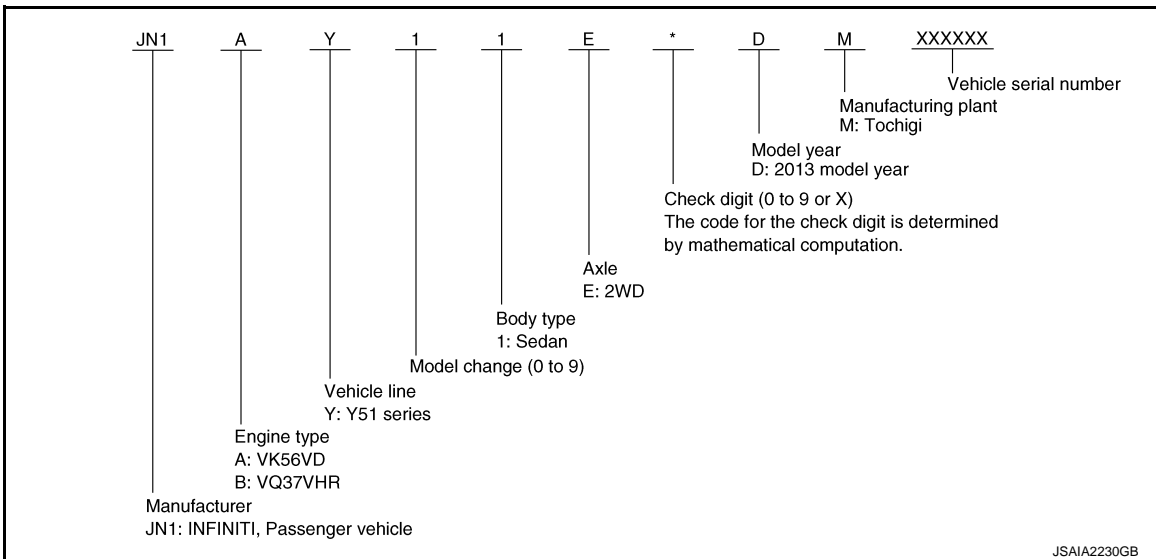 JN1 A Y 1 1 E * D M XXXXXX
Vehicle serial number
Manufacturing plant
M: Tochigi
Model year
D: 2013 model year
Check digit (0 to 9 or X)
The code for the check digit is determined
by mathematical computation.
Axle
E: 2WD
Body type
1: Sedan
Model change (0 to 9)
Vehicle line
Y: Y51 series
Engine type
A: VK56VD
B: VQ37VHR
Manufacturer
JN1: INFINITI, Passenger vehicle
JSAIA2230GB